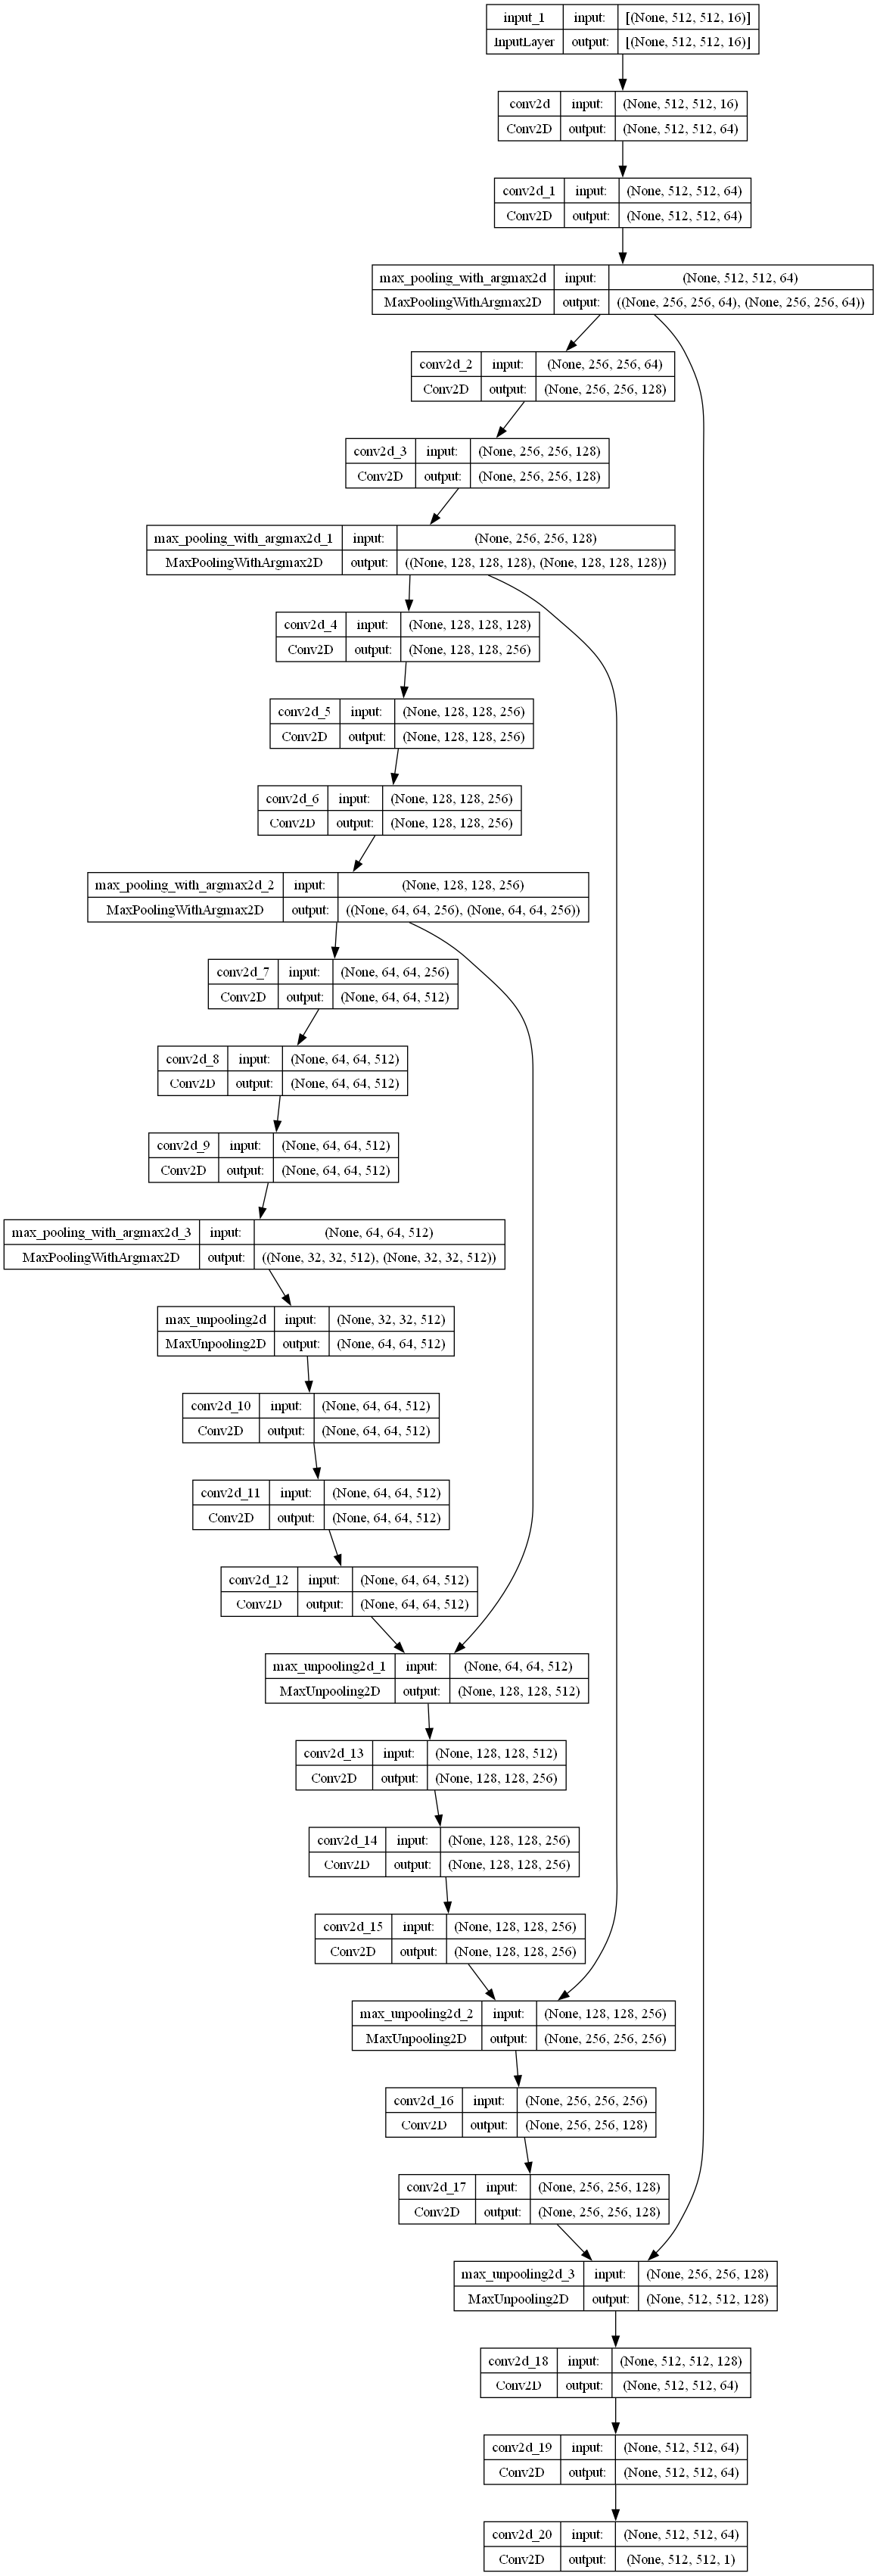 input_1 input: [(None, 512, 512, 16)]
InputLayer output: [(None, 512, 512, 16)]
conv2d input: (None, 512, 512, 16)
Conv2D output: (None, 512, 512, 64)
conv2d_1 input: (None, 512, 512, 64)
Conv2D output: (None, 512, 512, 64)
max_pooling_with_argmax2d input: (None, 512, 512, 64)
MaxPoolingWithArgmax2D output: ((None, 256, 256, 64), (None, 256, 256, 64))
conv2d_2 input: (None, 256, 256, 64)
Conv2D output: (None, 256, 256, 128)
conv2d_3 input: (None, 256, 256, 128)
Conv2D output: (None, 256, 256, 128)
max_pooling_with_argmax2d_1 input: (None, 256, 256, 128)
MaxPoolingWithArgmax2D output: ((None, 128, 128, 128), (None, 128, 128, 128))
conv2d_4 input: (None, 128, 128, 128)
Conv2D output: (None, 128, 128, 256)
conv2d_5 input: (None, 128, 128, 256)
Conv2D output: (None, 128, 128, 256)
conv2d_6 input: (None, 128, 128, 256)
Conv2D output: (None, 128, 128, 256)
max_pooling_with_argmax2d_2 input: (None, 128, 128, 256)
MaxPoolingWithArgmax2D output: ((None, 64, 64, 256), (None, 64, 64, 256))
conv2d_7 input: (None, 64, 64, 256)
Conv2D output: (None, 64, 64, 512)
conv2d_8 input: (None, 64, 64, 512)
Conv2D output: (None, 64, 64, 512)
conv2d_9 input: (None, 64, 64, 512)
Conv2D output: (None, 64, 64, 512)
max_pooling_with_argmax2d_3 input: (None, 64, 64, 512)
MaxPoolingWithArgmax2D output: ((None, 32, 32, 512), (None, 32, 32, 512))
max_unpooling2d input: (None, 32, 32, 512)
MaxUnpooling2D output: (None, 64, 64, 512)
conv2d_10 input: (None, 64, 64, 512)
Conv2D output: (None, 64, 64, 512)
conv2d_11 input: (None, 64, 64, 512)
Conv2D output: (None, 64, 64, 512)
conv2d_12 input: (None, 64, 64, 512)
Conv2D output: (None, 64, 64, 512)
max_unpooling2d_1 input: (None, 64, 64, 512)
MaxUnpooling2D output: (None, 128, 128, 512)
conv2d_13 input: (None, 128, 128, 512)
Conv2D output: (None, 128, 128, 256)
conv2d_14 input: (None, 128, 128, 256)
Conv2D output: (None, 128, 128, 256)
conv2d_15 input: (None, 128, 128, 256)
Conv2D output: (None, 128, 128, 256)
max_unpooling2d_2 input: (None, 128, 128, 256)
MaxUnpooling2D output: (None, 256, 256, 256)
conv2d_16 input: (None, 256, 256, 256)
Conv2D output: (None, 256, 256, 128)
conv2d_17 input: (None, 256, 256, 128)
Conv2D output: (None, 256, 256, 128)
max_unpooling2d_3 input: (None, 256, 256, 128)
MaxUnpooling2D output: (None, 512, 512, 128)
conv2d_18 input: (None, 512, 512, 128)
Conv2D output: (None, 512, 512, 64)
conv2d_19 input: (None, 512, 512, 64)
Conv2D output: (None, 512, 512, 64)
conv2d_20 input: (None, 512, 512, 64)
Conv2D output: (None, 512, 512, 1)